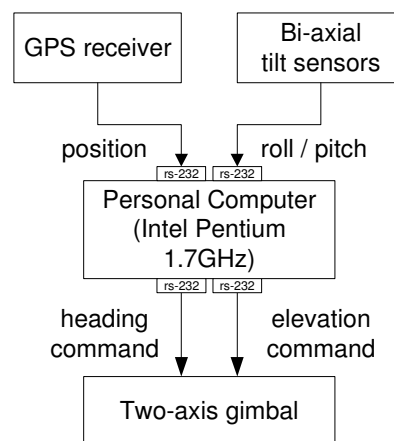 GPS receiver
Bi-axial
tilt sensors
position
roll / pitch
rs-232
rs-232
Personal Computer
(Intel Pentium
1.7GHz)
rs-232
rs-232
heading
command
elevation
command
Two-axis gimbal